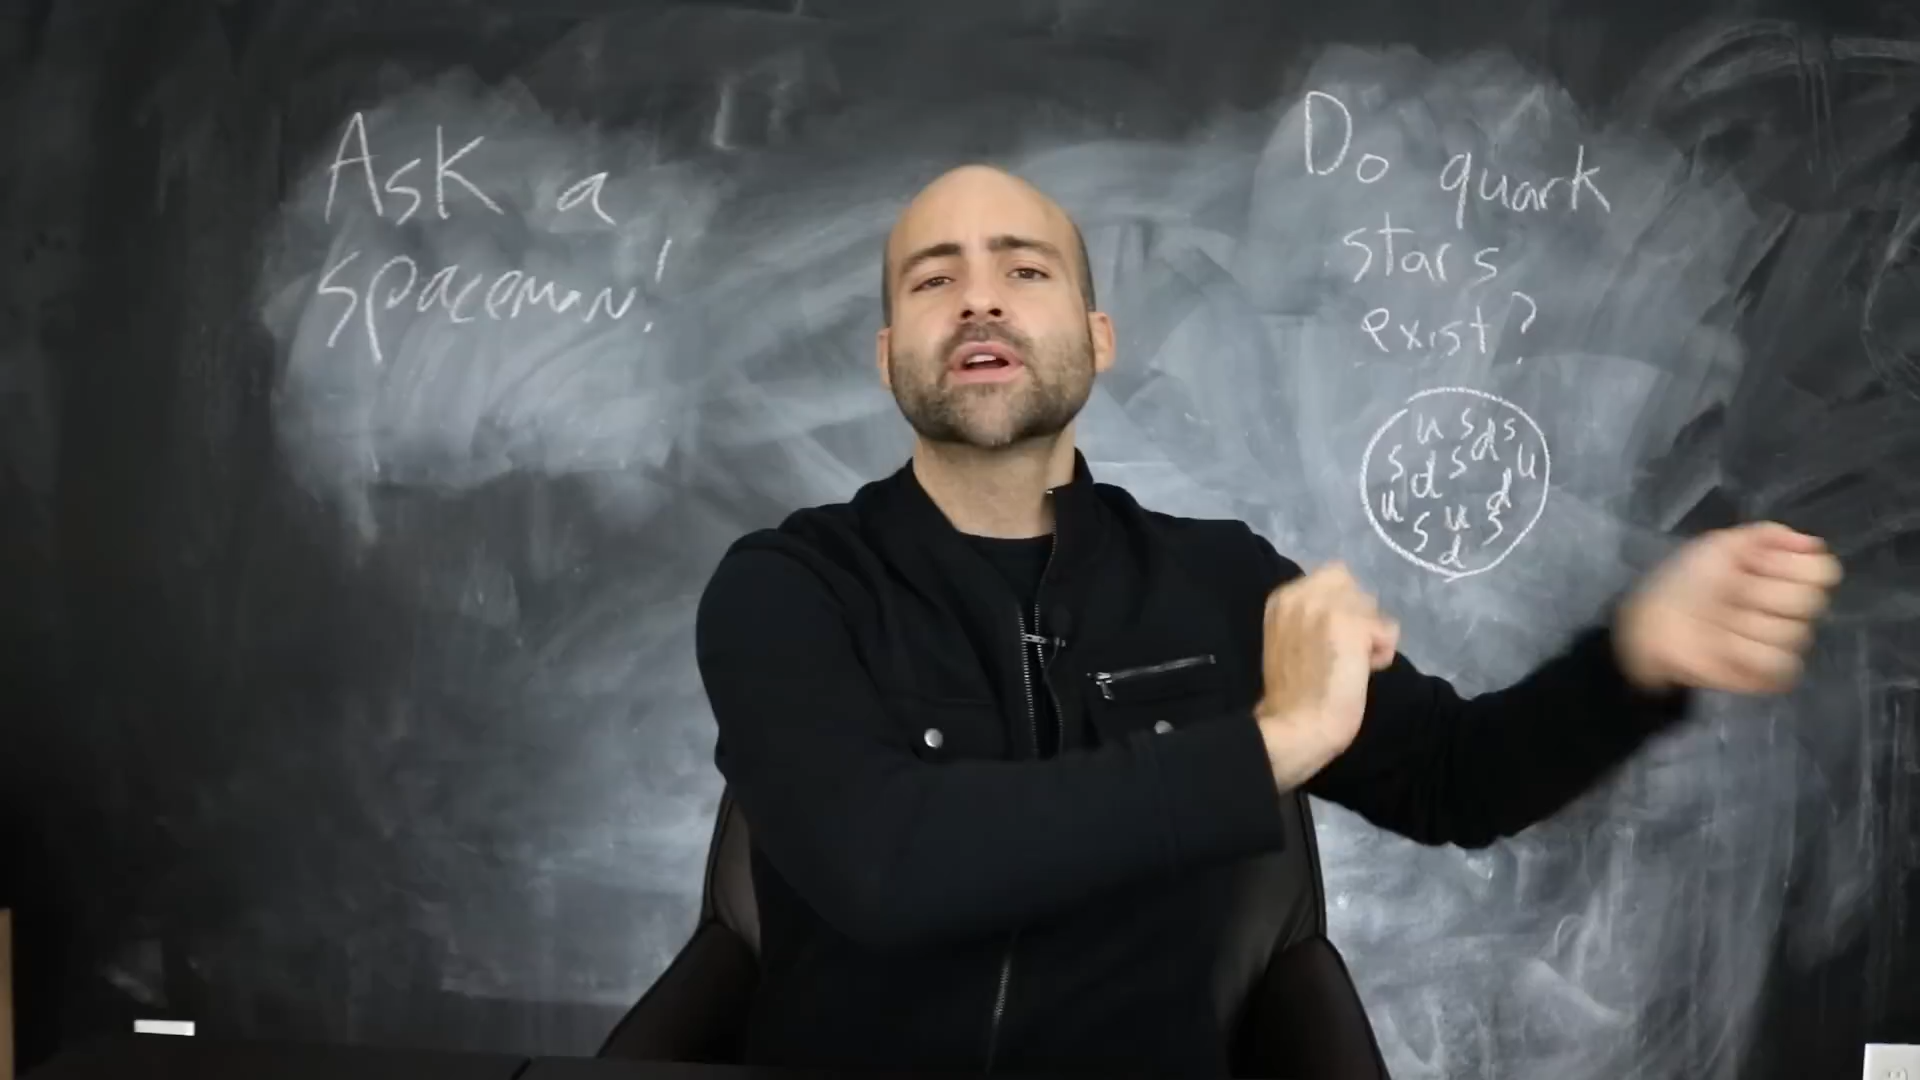 Ask a
spaceman!
Do quark
stars
exist?
u s d s
s d s u
u d
s u s
d